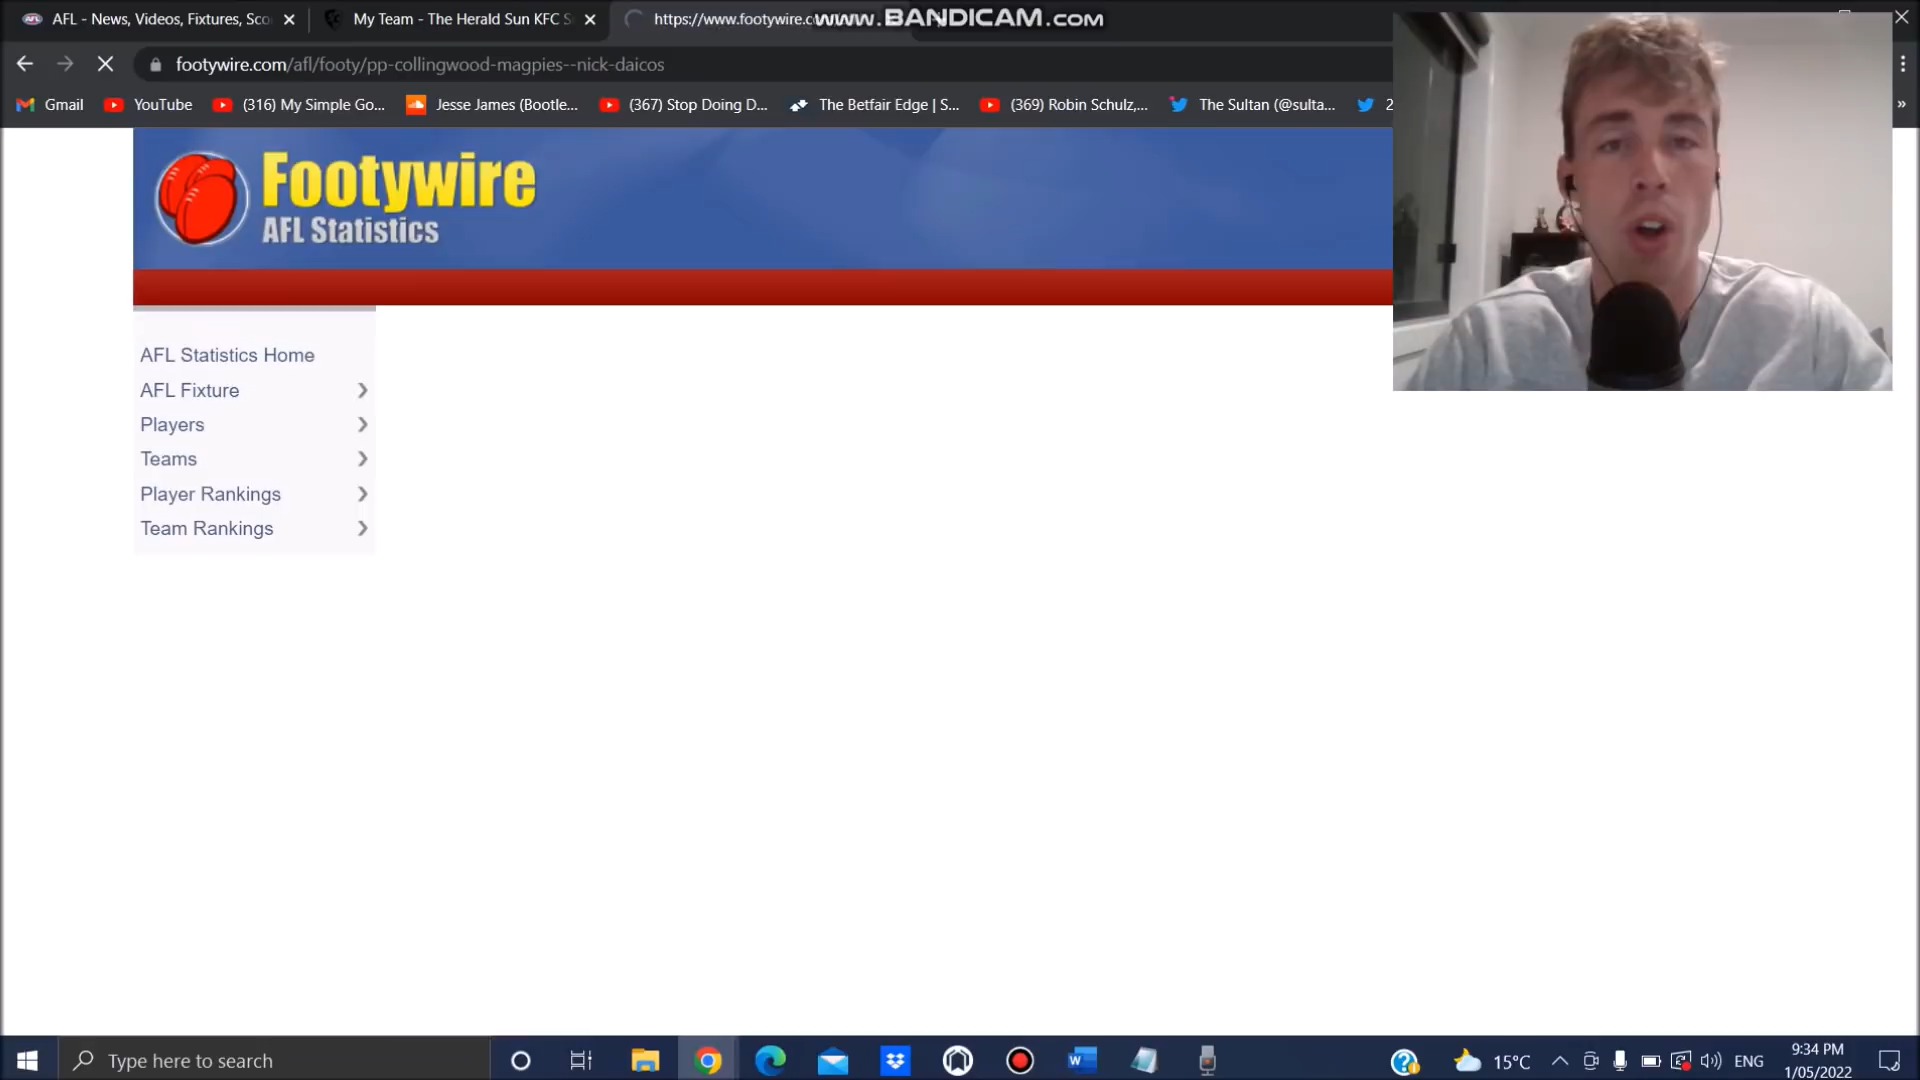 AFL - News, Videos, Fixtures, Sco
My Team - The Herald Sun KFC S
https://www.footywire.c
www.BANDICAM.com
footywire.com/afl/footy/pp-collingwood-magpies--nick-daicos
Gmail
YouTube
(316) My Simple Go...
Jesse James (Bootle...
(367) Stop Doing D...
The Betfair Edge | S...
(369) Robin Schulz,...
The Sultan (@sulta...
2
»
Footywire
AFL Statistics
AFL Statistics Home
AFL Fixture
Players
Teams
Player Rankings
Team Rankings
Type here to search
15°C
ENG
9:34 PM
1/05/2022